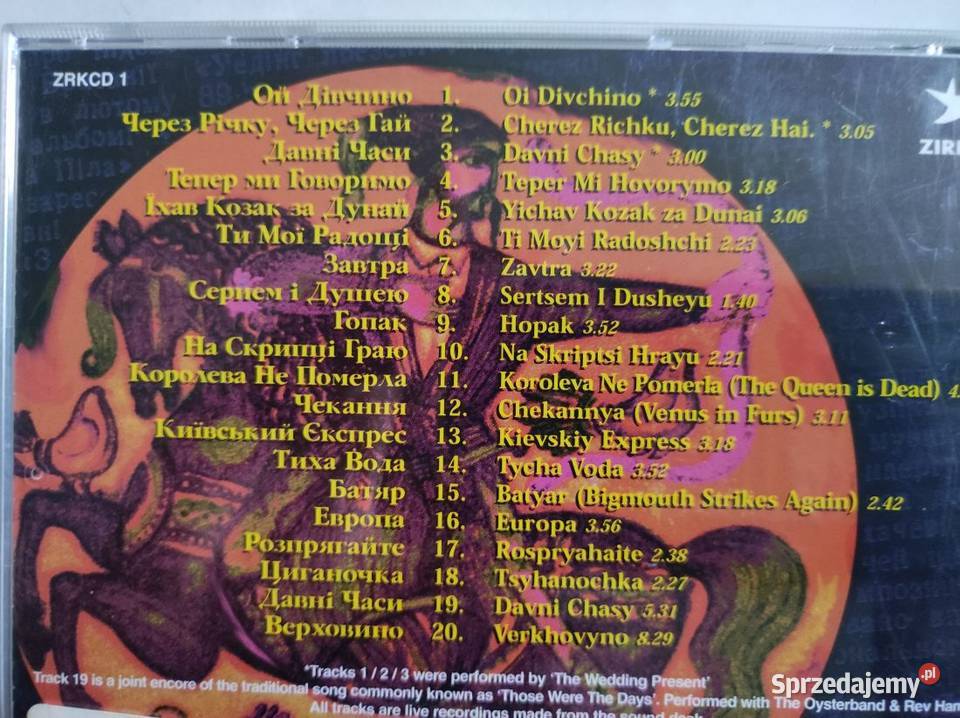 ZRKCD 1
Ой Дівчино 1. Oi Divchino * 3.55
Через Річку, Через Гай 2. Cherez Richku, Cherez Hai. * 3.05
Давні Часи 3. Davni Chasy * 3.00
Тепер ми Говоримо 4. Teper Mi Hovorymo 3.18
Їхав Козак за Дунай 5. Yichav Kozak za Dunai 3.06
Ти Мої Радощі 6. Ti Moyi Radoshchi 2.23
Завтра 7. Zavtra 3.22
Серцем і Душею 8. Sertsem I Dusheyu 1.40
Гопак 9. Hopak 3.52
На Скрипці Граю 10. Na Skriptsi Hrayu 2.21
Королева Не Померла 11. Koroleva Ne Pomerla (The Queen is Dead) 4.
Чекання 12. Chekannya (Venus in Furs) 3.11
Київський Єкспрес 13. Kievskiy Express 3.18
Тиха Вода 14. Tycha Voda 3.52
Батяр 15. Batyar (Bigmouth Strikes Again) 2.42
Европа 16. Europa 3.56
Розпрягайте 17. Rospryahaite 2.38
Циганочка 18. Tsyhanochka 2.27
Давні Часи 19. Davni Chasy 5.31
Верховино 20. Verkhovyno 8.29
*Tracks 1 / 2 / 3 were performed by 'The Wedding Present'
Track 19 is a joint encore of the traditional
song commonly known as 'Those Were The Days'. Performed with The Oysterband & Rev Ham
All tracks are live recordings made from the sound desk
ZIR
Sprzedajemy.pl